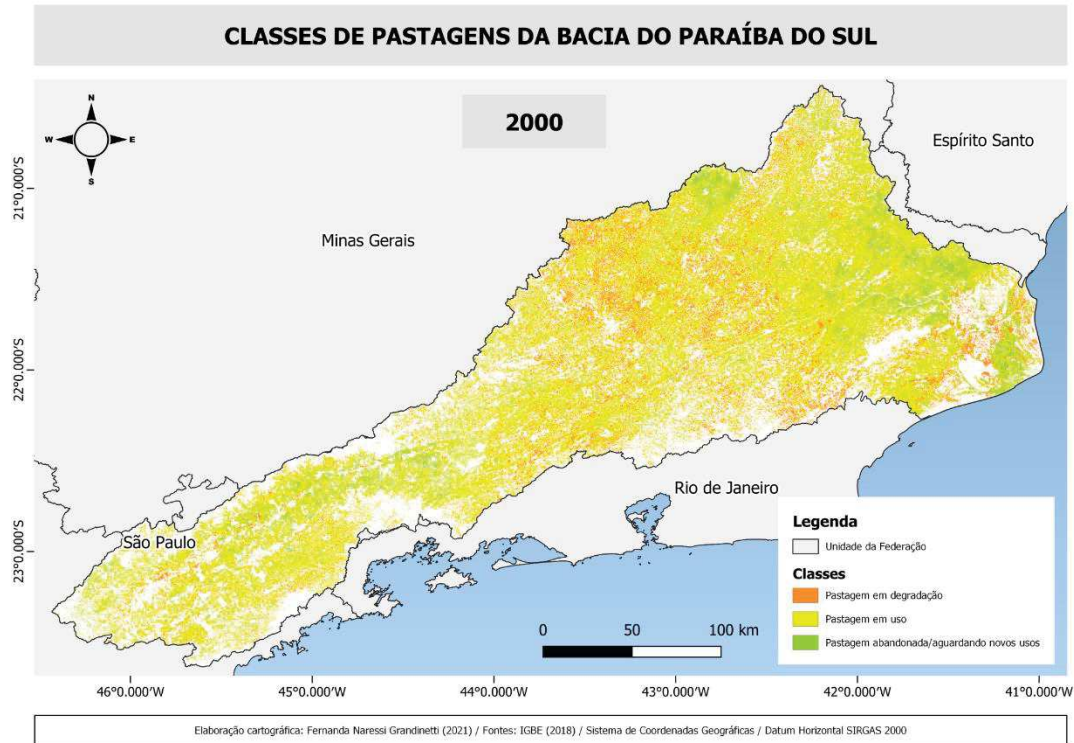 CLASSES DE PASTAGENS DA BACIA DO PARAÍBA DO SUL
2000
N
W
E
S
Espírito Santo
Minas Gerais
Rio de Janeiro
São Paulo
21°0.000'S
22°0.000'S
23°0.000'S
Legenda
Unidade da Federação
Classes
Pastagem em degradação
Pastagem em uso
Pastagem abandonada/aguardando novos usos
0 50 100 km
46°0.000'W 45°0.000'W 44°0.000'W 43°0.000'W 42°0.000'W 41°0.000'W
Elaboração cartográfica: Fernanda Naressi Grandinetti (2021) / Fontes: IGBE (2018) / Sistema de Coordenadas Geográficas / Datum Horizontal SIRGAS 2000